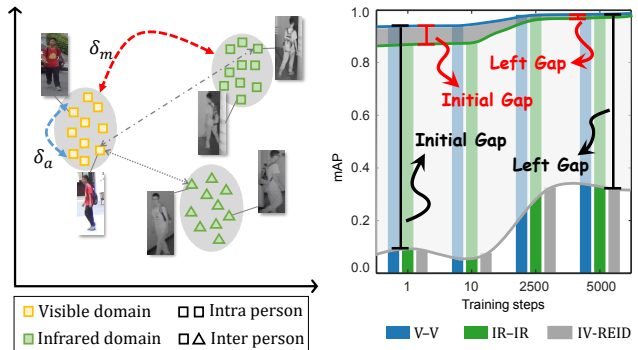 δm
δa
Visible domain
Intra person
Infrared domain
Inter person
mAP
1.0
0.8
0.6
0.4
0.2
0.0
Initial Gap
Left Gap
Initial Gap
Left Gap
1
10
2500
5000
Training steps
V-V
IR-IR
IV-REID